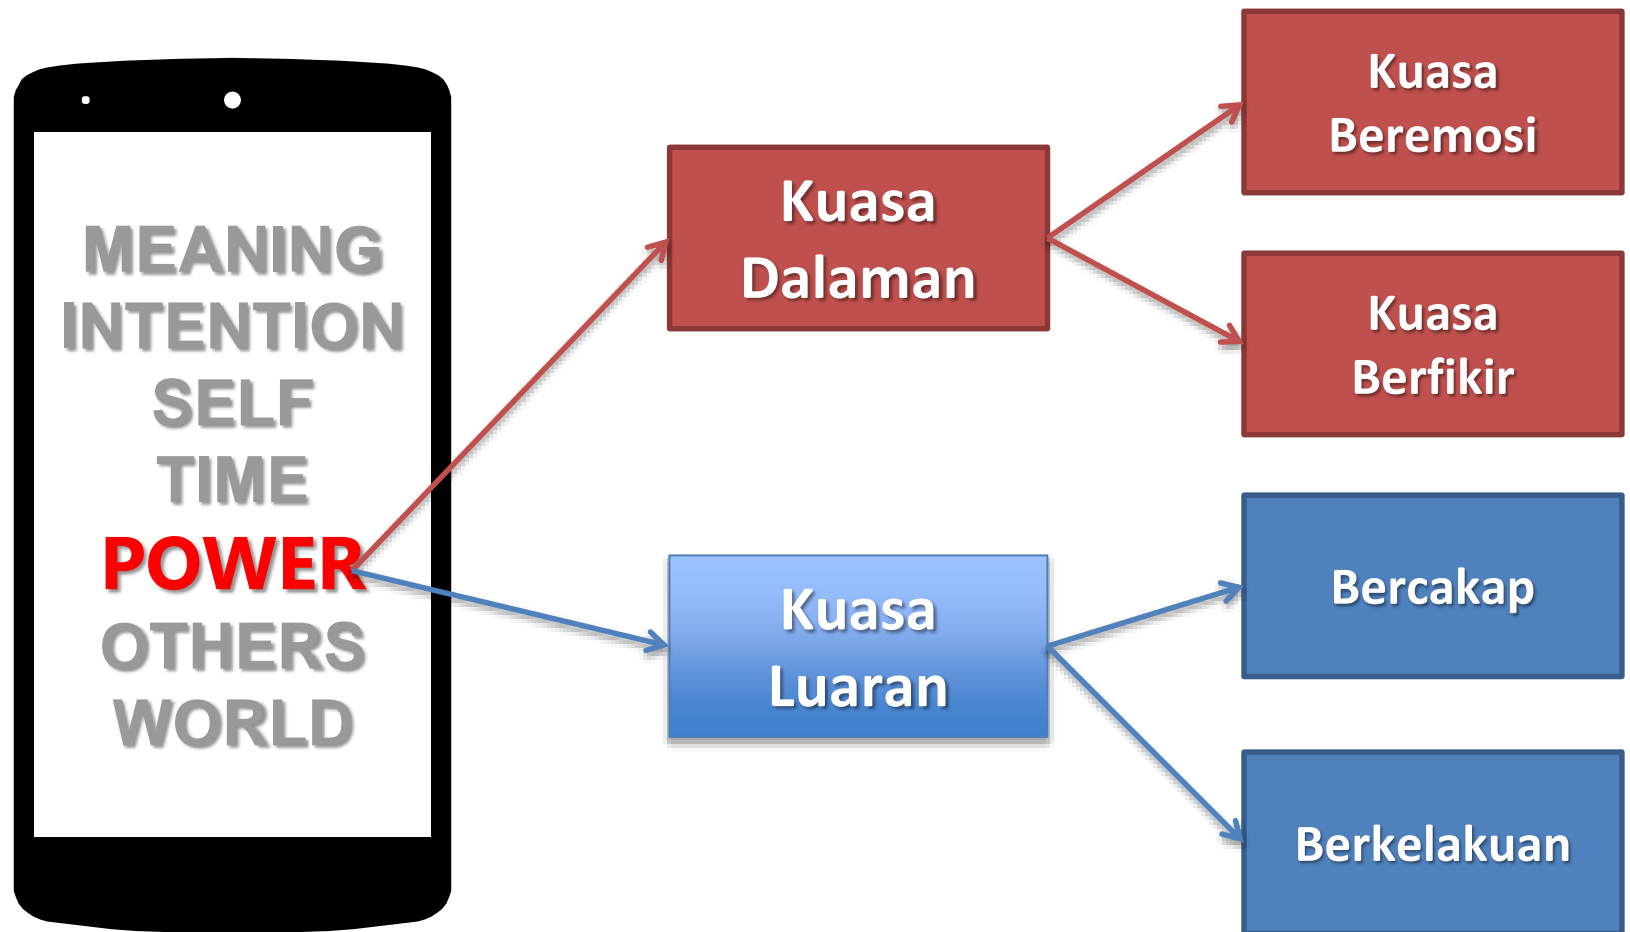 MEANING
INTENTION
SELF
TIME
POWER
OTHERS
WORLD
Kuasa
Dalaman
Kuasa
Luaran
Kuasa
Beremosi
Kuasa
Berfikir
Bercakap
Berkelakuan